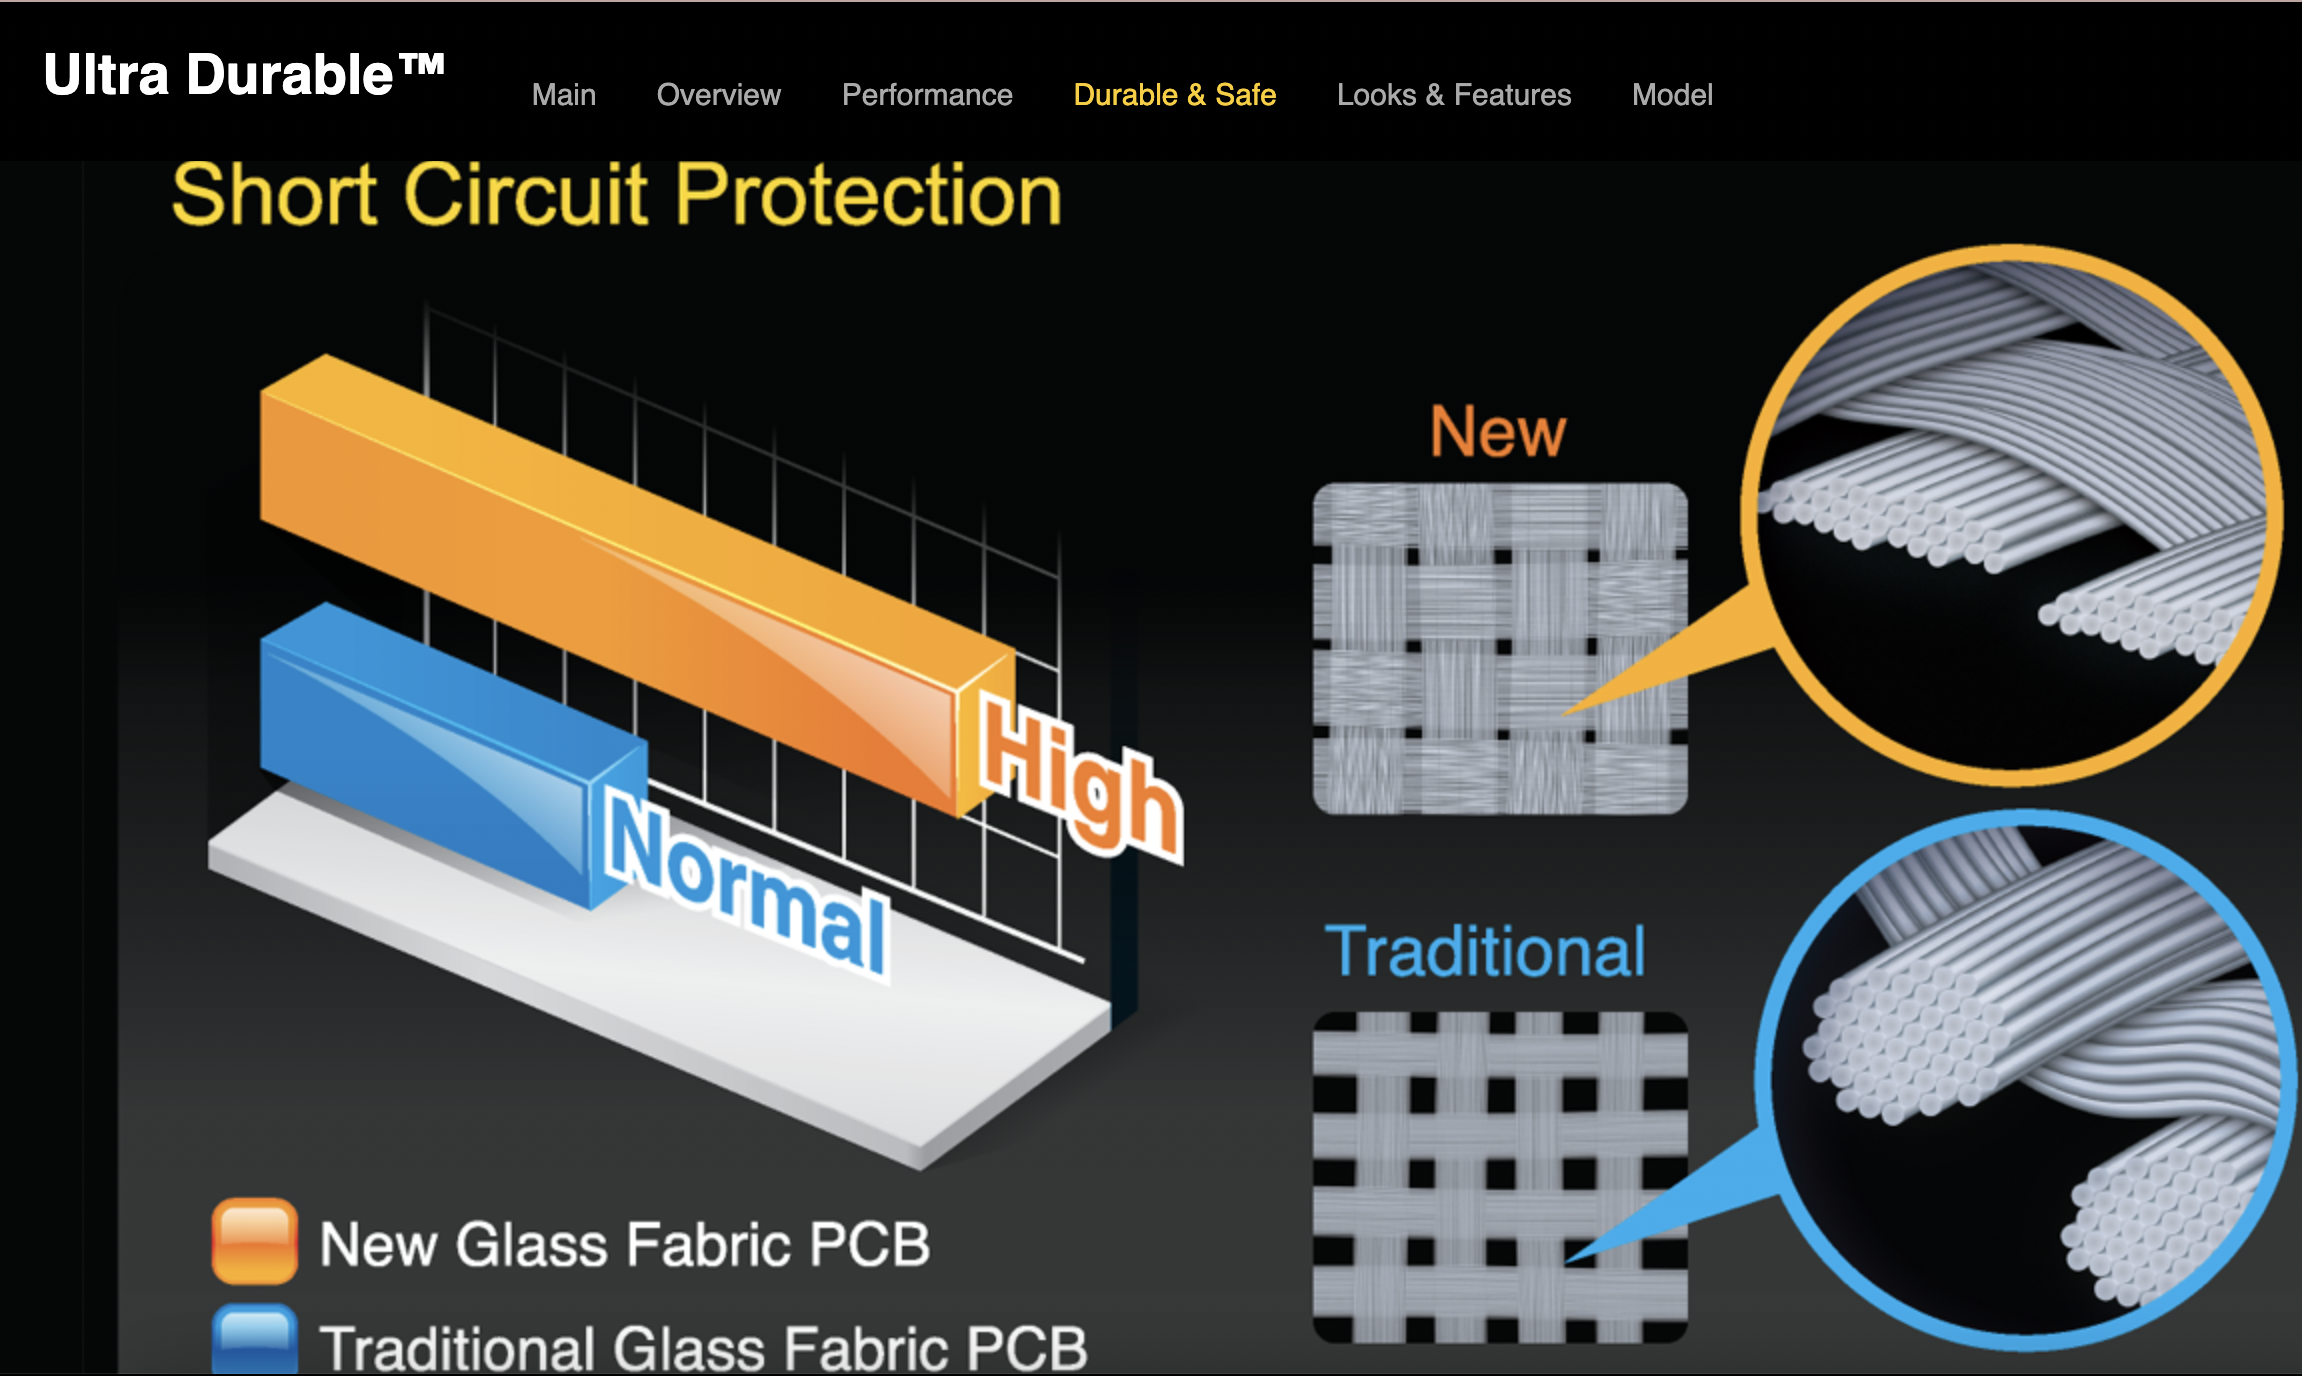 Ultra Durable™
Main Overview Performance Durable & Safe Looks & Features Model
Short Circuit Protection
New
High
Normal
Traditional
New Glass Fabric PCB
Traditional Glass Fabric PCB